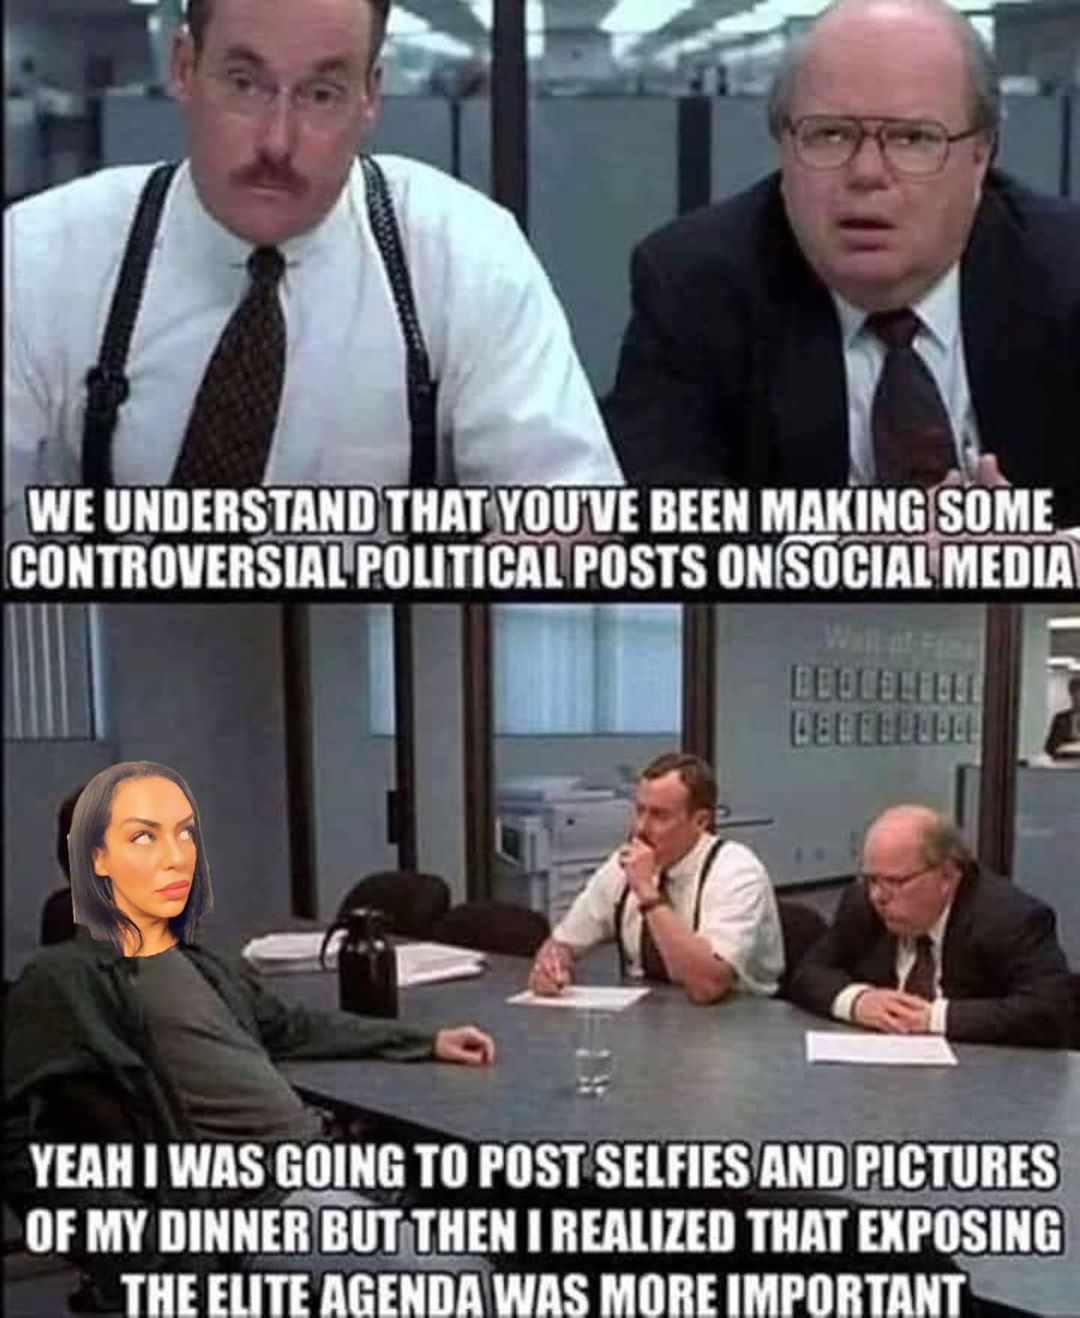 WE UNDERSTAND THAT YOU'VE BEEN MAKING SOME
CONTROVERSIAL POLITICAL POSTS ON SOCIAL MEDIA
YEAH I WAS GOING TO POST SELFIES AND PICTURES
OF MY DINNER BUT THEN I REALIZED THAT EXPOSING
THE ELITE AGENDA WAS MORE IMPORTANT